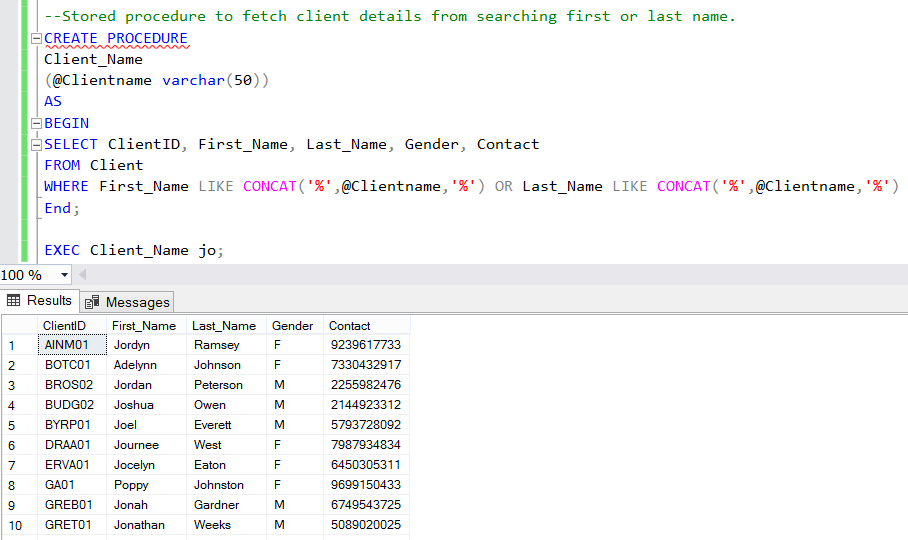 --Stored procedure to fetch client details from searching first or last name.
CREATE PROCEDURE
Client_Name
(@Clientname varchar(50))
AS
BEGIN
SELECT ClientID, First_Name, Last_Name, Gender, Contact
FROM Client
WHERE First_Name LIKE CONCAT('%',@Clientname,'%') OR Last_Name LIKE CONCAT('%',@Clientname,'%')
End;
EXEC Client_Name jo;
100 %
Results Messages
ClientID First_Name Last_Name Gender Contact
1 AINM01 Jordyn Ramsey F 9239617733
2 BOTC01 Adelynn Johnson F 7330432917
3 BROS02 Jordan Peterson M 2255982476
4 BUDG02 Joshua Owen M 2144923312
5 BYRP01 Joel Everett M 5793728092
6 DRAA01 Journee West F 7987934834
7 ERVA01 Jocelyn Eaton F 6450305311
8 GA01 Poppy Johnston F 9699150433
9 GREB01 Jonah Gardner M 6749543725
10 GRET01 Jonathan Weeks M 5089020025